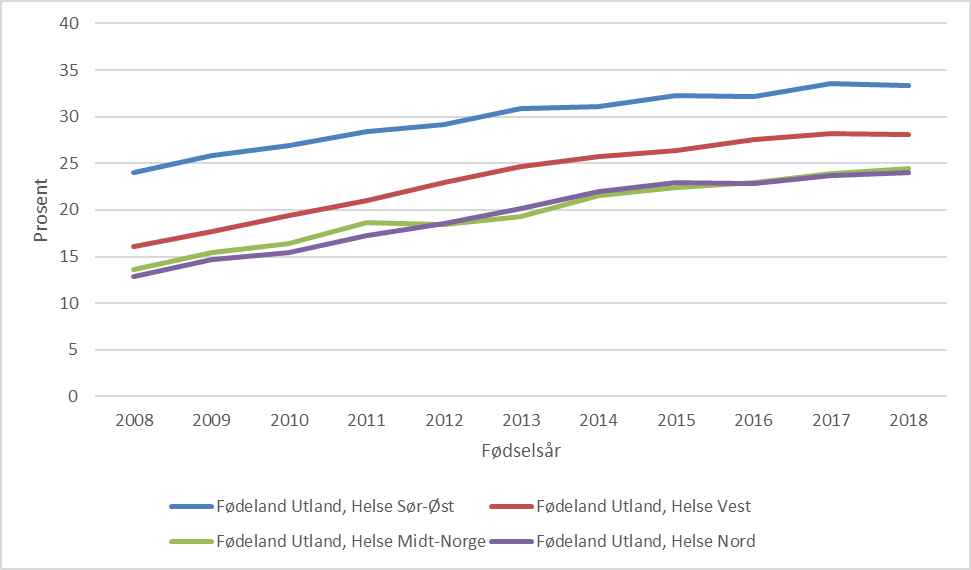 40
35
30
25
20
15
10
5
0
Prosent
2008 2009 2010 2011 2012 2013 2014 2015 2016 2017 2018
Fødselsår
Fødeland Utland, Helse Sør-Øst Fødeland Utland, Helse Vest
Fødeland Utland, Helse Midt-Norge Fødeland Utland, Helse Nord